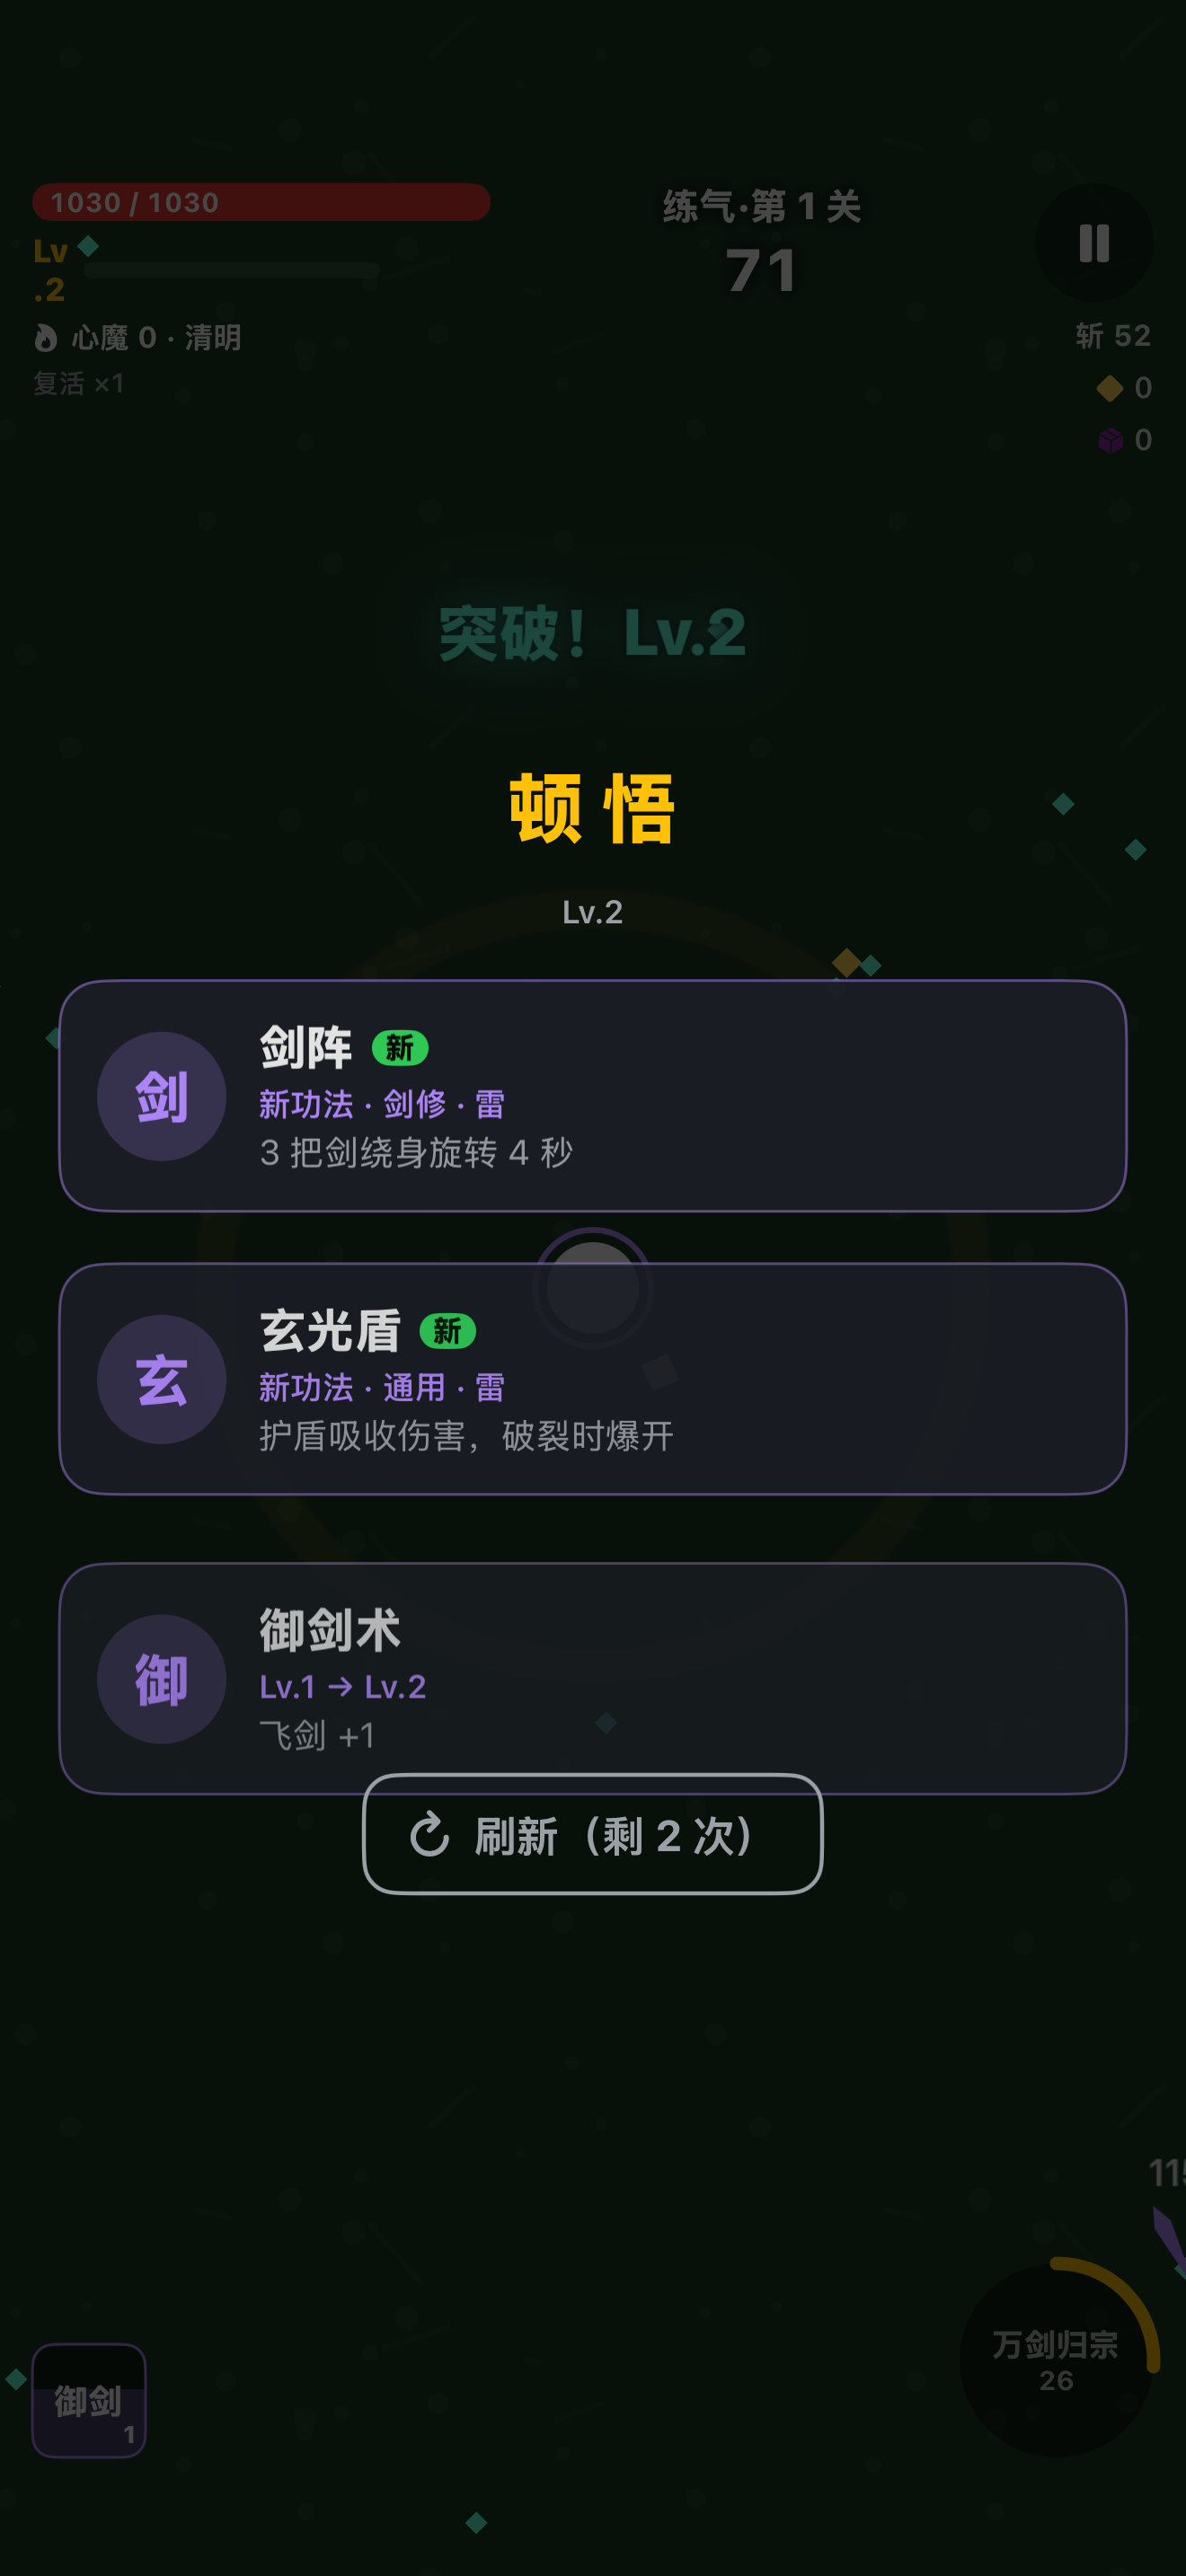 1030 / 1030
练气·第 1 关
Lv
.2
71
心魔 0 · 清明
斩 52
复活 ×1
0
0
突破！Lv.2
顿 悟
Lv.2
剑
剑阵 新
新功法 · 剑修 · 雷
3 把剑绕身旋转 4 秒
玄
玄光盾 新
新功法 · 通用 · 雷
护盾吸收伤害，破裂时爆开
御
御剑术
Lv.1 → Lv.2
飞剑 +1
刷新（剩 2 次）
万剑归宗
26
御剑
1